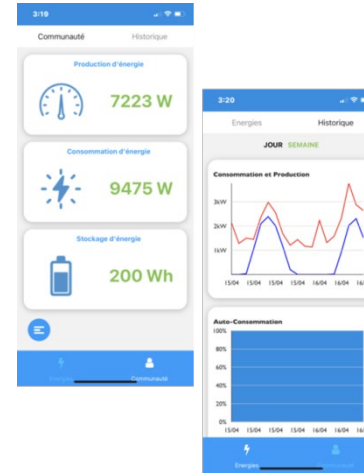 3:19
Communauté Historique
Production d'énergie
7223 W
Consommation d'énergie
9475 W
Stockage d'énergie
200 Wh
Energies Communauté
3:20
Energies Historique
JOUR SEMAINE
Consommation et Production
3kW
2kW
1kW
15/04 15/04 15/04 15/04 16/04 16/04
Auto-Consommation
100%
80%
60%
40%
20%
0%
15/04 15/04 15/04 15/04 16/04 16/04
Energies